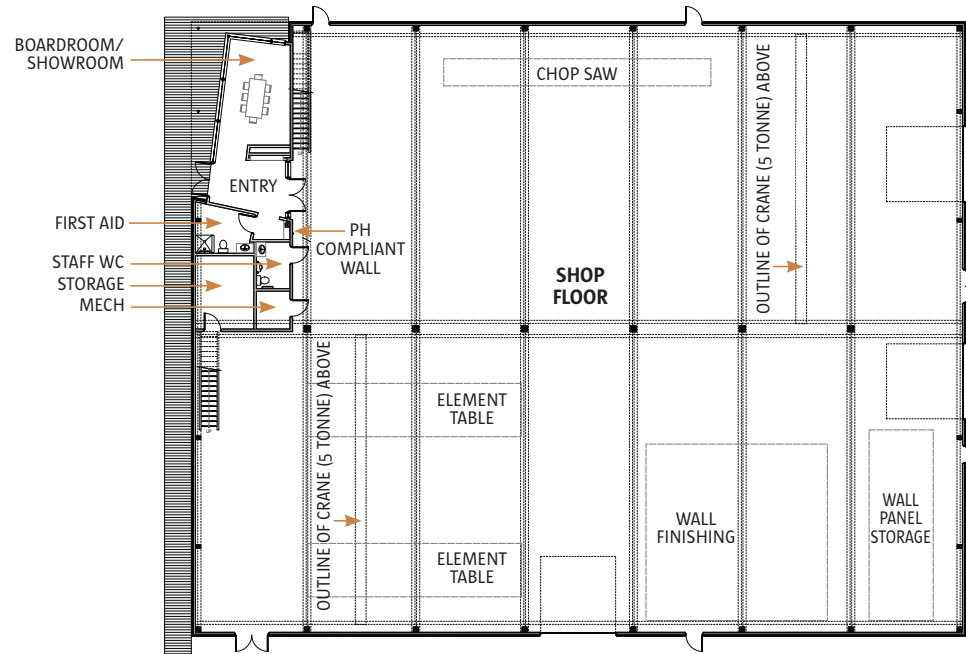 BOARDROOM/
SHOWROOM
CHOP SAW
OUTLINE OF CRANE (5 TONNE) ABOVE
ENTRY
FIRST AID
PH
COMPLIANT
WALL
STAFF WC
STORAGE
MECH
SHOP
FLOOR
OUTLINE OF CRANE (5 TONNE) ABOVE
ELEMENT
TABLE
WALL
FINISHING
WALL
PANEL
STORAGE
ELEMENT
TABLE